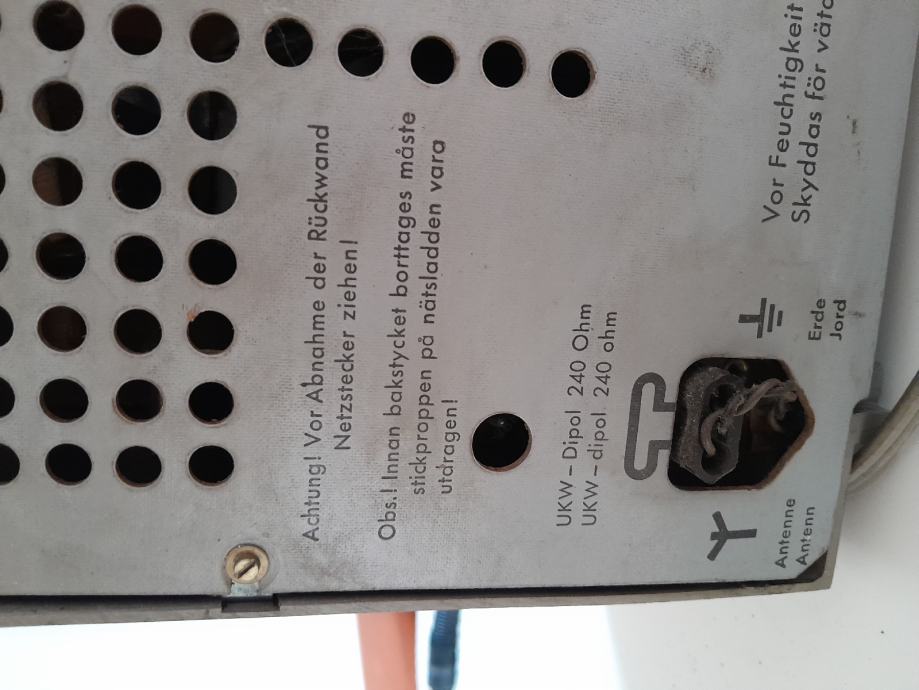 Achtung! Vor Abnahme der Rückwand
Netzstecker ziehen!
Obs.! Innan bakstycket borttages måste
stickproppen på nätsladden vara
utdragen!
UKW – Dipol 240 Ohm
UKW – dipol. 240 ohm
Antenne
Antenn
Erde
Jord
Vor Feuchtigkeit
Skyddas för